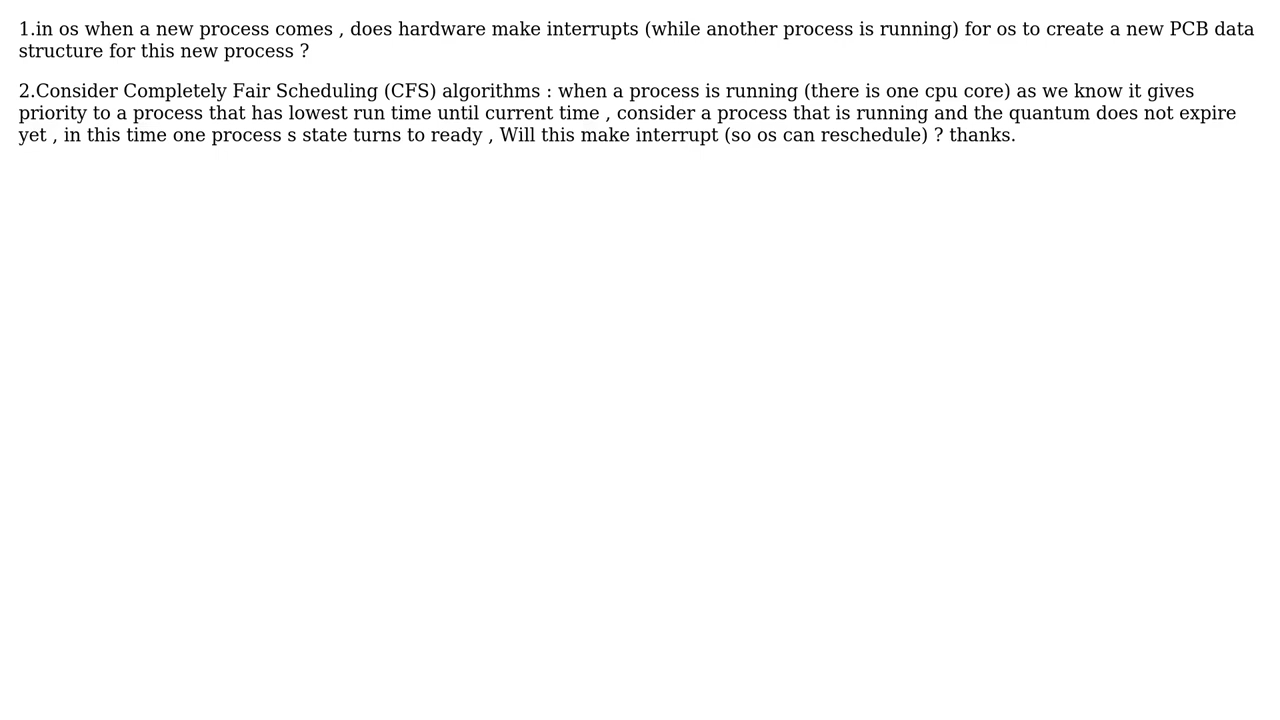 1.in os when a new process comes , does hardware make interrupts (while another process is running) for os to create a new PCB data
structure for this new process ?
2.Consider Completely Fair Scheduling (CFS) algorithms : when a process is running (there is one cpu core) as we know it gives
priority to a process that has lowest run time until current time , consider a process that is running and the quantum does not expire
yet , in this time one process s state turns to ready , Will this make interrupt (so os can reschedule) ? thanks.